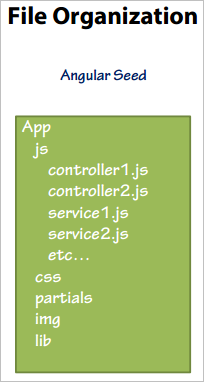 File Organization
Angular Seed
App
js
controller1.js
controller2.js
service1.js
service2.js
etc...
css
partials
img
lib